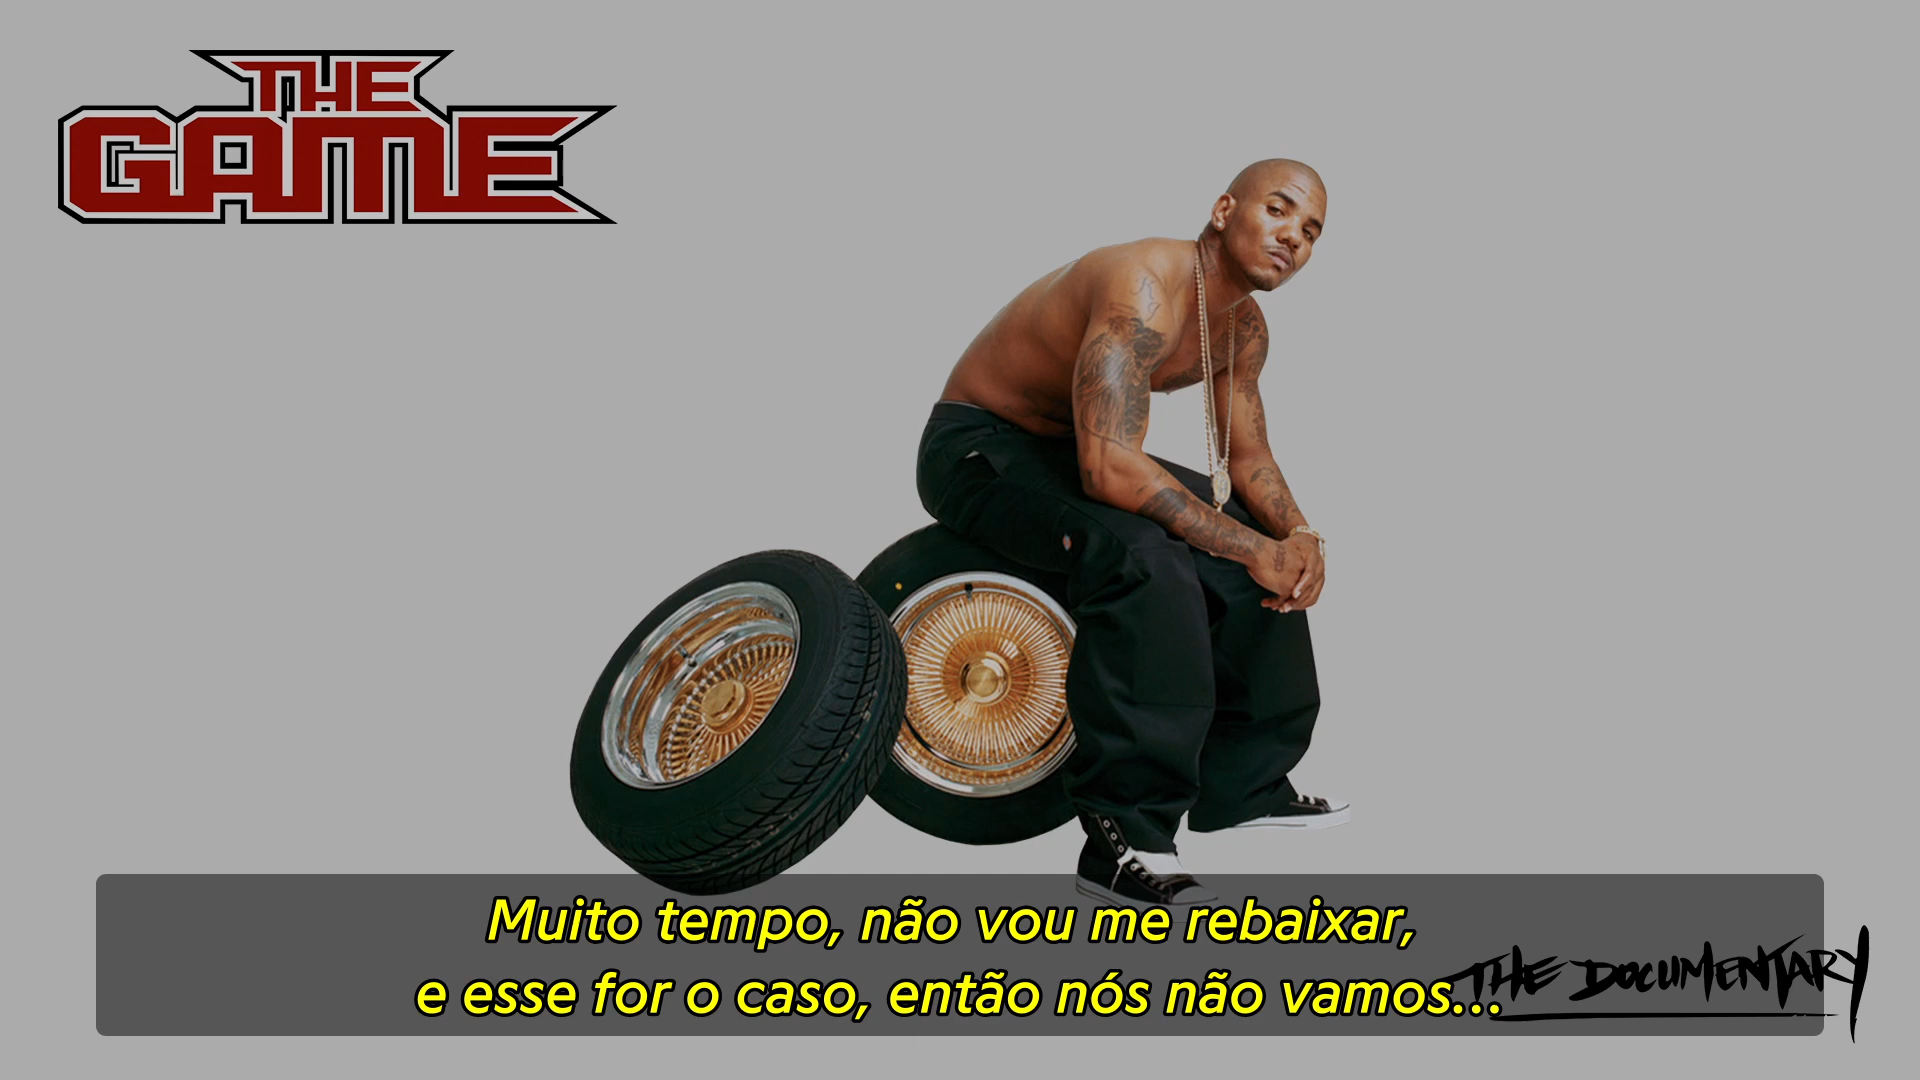 THE
GAME
Muito tempo, não vou me rebaixar,
e esse for o caso, então nós não vamos...
THE DOCUMENTARY